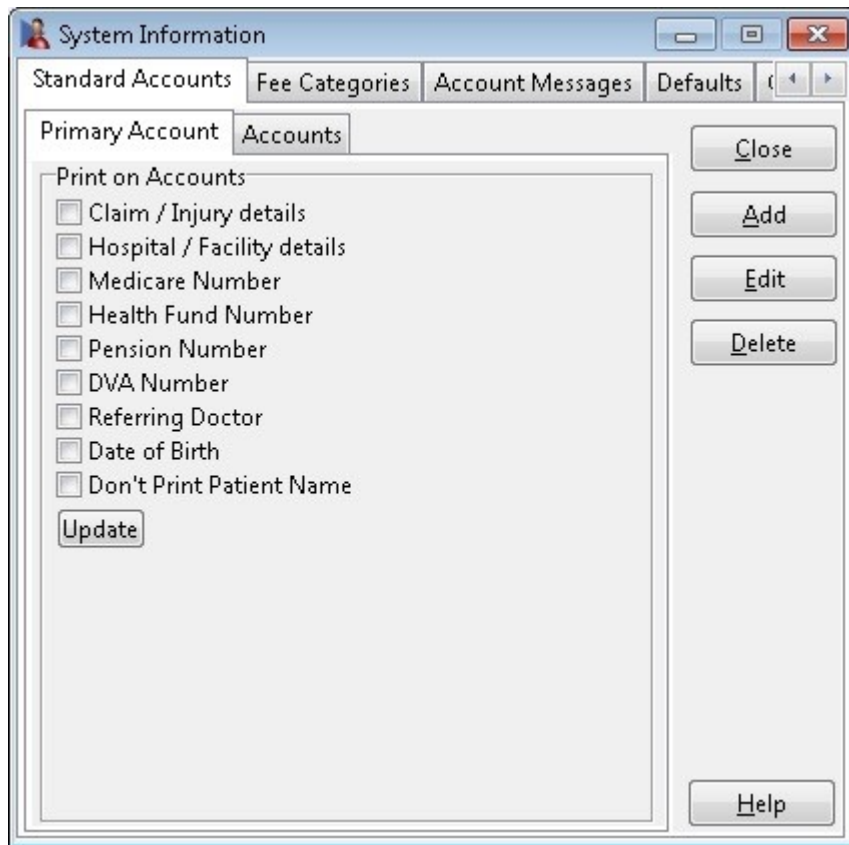 System Information
Standard Accounts Fee Categories Account Messages Defaults
Primary Account Accounts
Print on Accounts
Claim / Injury details
Hospital / Facility details
Medicare Number
Health Fund Number
Pension Number
DVA Number
Referring Doctor
Date of Birth
Don't Print Patient Name
Update
Close
Add
Edit
Delete
Help